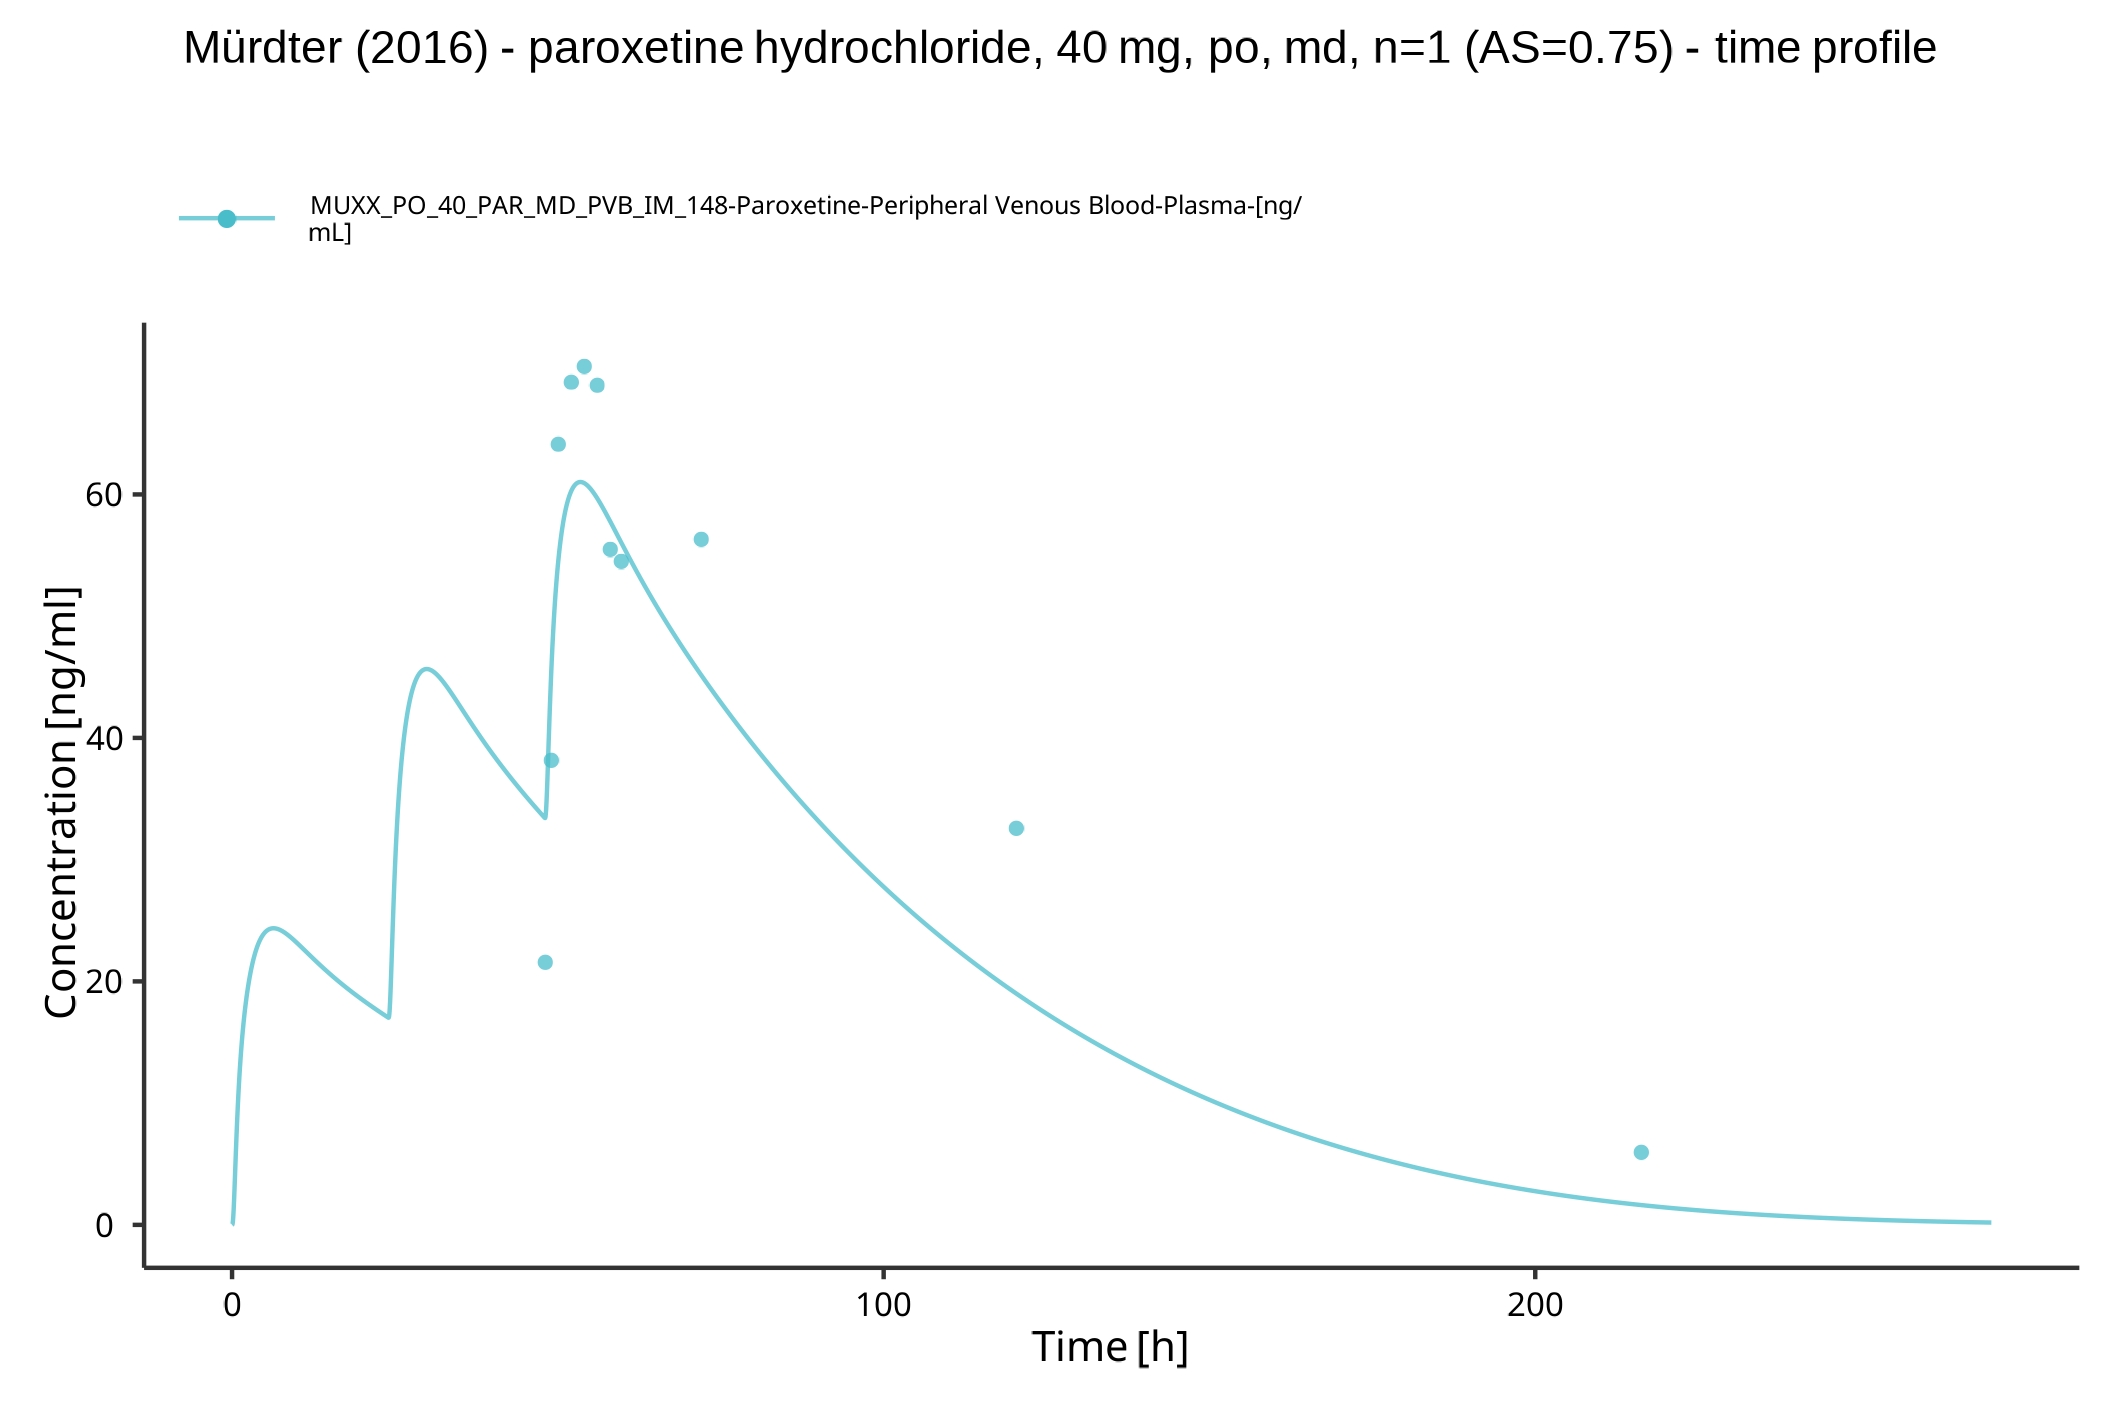 Mürdter (2016) - paroxetine hydrochloride, 40 mg, po, md, n=1 (AS=0.75) - time profile
MUXX_PO_40_PAR_MD_PVB_IM_148-Paroxetine-Peripheral Venous Blood-Plasma-[ng/
mL]
Concentration [ng/ml]
60
40
20
0
0
100
200
Time [h]